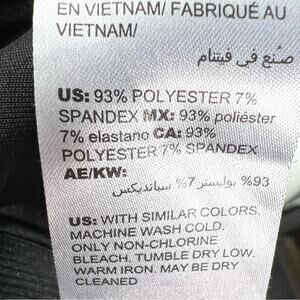 EN VIETNAM/ FABRIQUÉ AU
VIETNAM/
صنع في فيتنام
US: 93% POLYESTER 7%
SPANDEX MX: 93% poliéster
7% elastano CA: 93%
POLYESTER 7% SPANDEX
AE/KW:
93% بوليستر 7% سباندكس
US: WITH SIMILAR COLORS.
MACHINE WASH COLD.
ONLY NON-CHLORINE
BLEACH. TUMBLE DRY LOW.
WARM IRON. MAY BE DRY
CLEANED